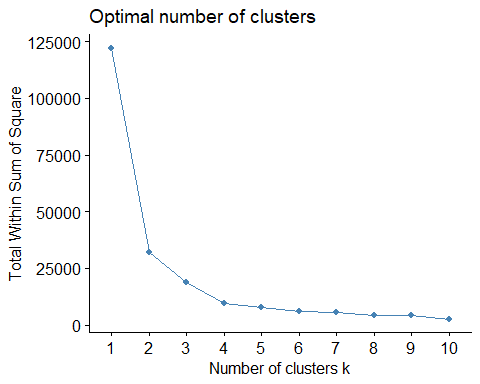 Optimal number of clusters
Total Within Sum of Square
125000
100000
75000
50000
25000
0
1 2 3 4 5 6 7 8 9 10
Number of clusters k